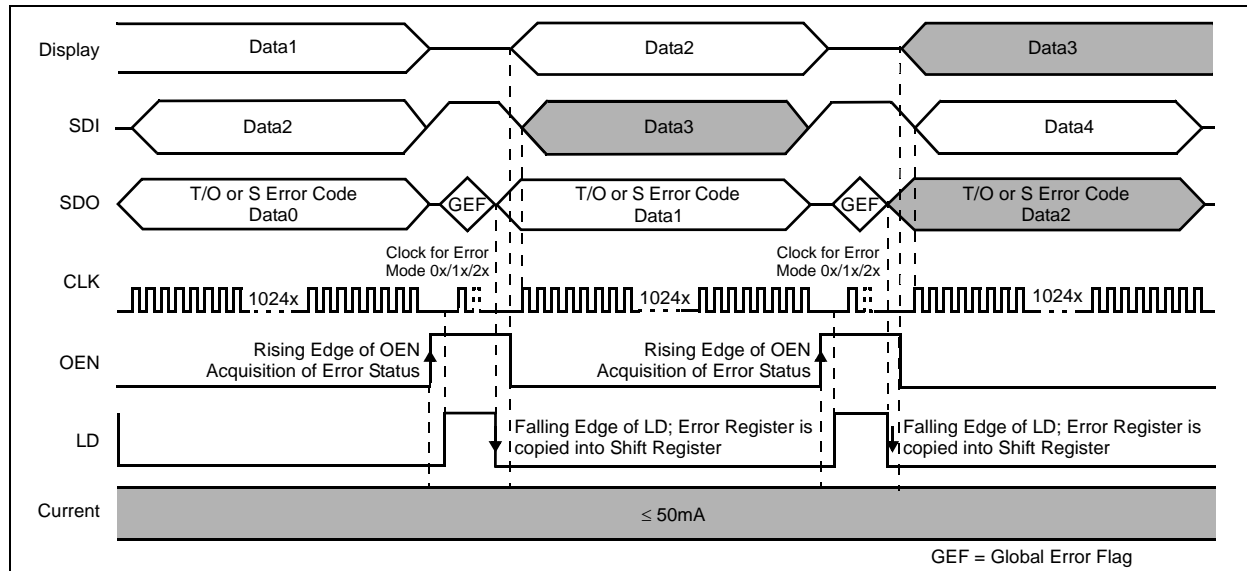 Display
Data1
Data2
Data3
SDI
Data2
Data3
Data4
SDO
T/O or S Error Code
Data0
GEF
T/O or S Error Code
Data1
GEF
T/O or S Error Code
Data2
Clock for Error
Mode 0x/1x/2x
Clock for Error
Mode 0x/1x/2x
CLK
1024x
1024x
1024x
OEN
Rising Edge of OEN
Acquisition of Error Status
Rising Edge of OEN
Acquisition of Error Status
LD
Falling Edge of LD; Error Register is
copied into Shift Register
Falling Edge of LD; Error Register is
copied into Shift Register
Current
≤ 50mA
GEF = Global Error Flag